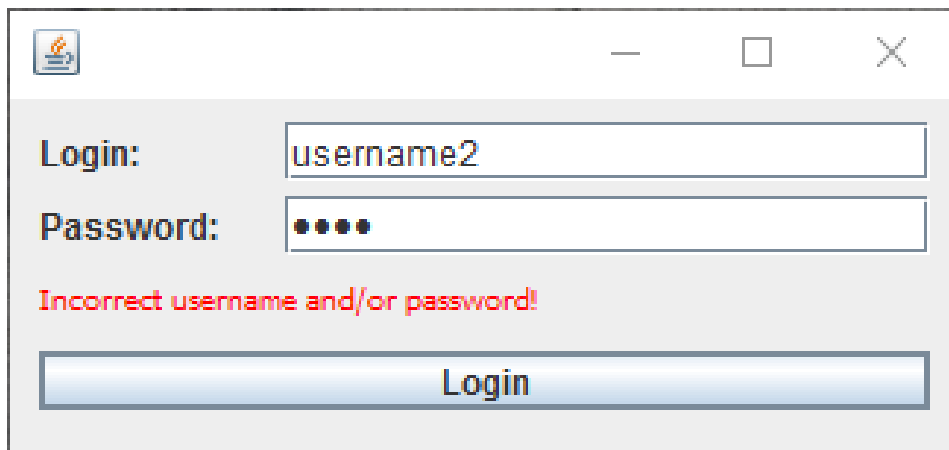 Login: username2
Password: ••••
Incorrect username and/or password!
Login